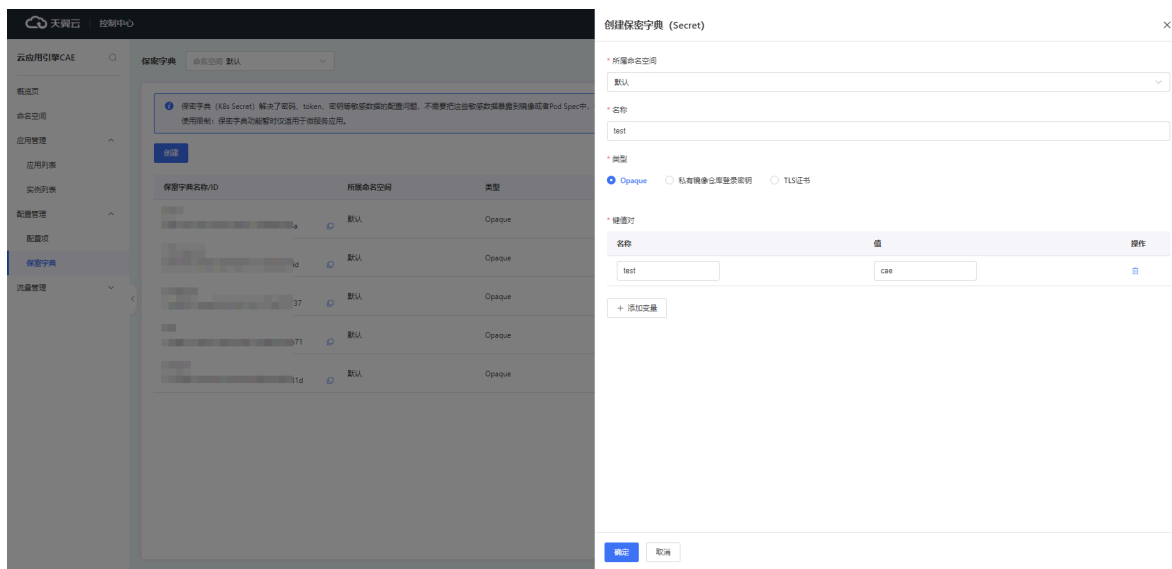 天翼云 控制中心
云应用引擎CAE
概览页
命名空间
应用管理
应用列表
实例列表
配置管理
配置项
保密字典
流量管理
保密字典 命名空间 默认
保密字典（K8s Secret）解决了密码、token、密钥等敏感数据的配置问题，不需要把这些敏感数据暴露到镜像或者Pod Spec中。
使用限制：保密字典功能暂时仅适用于微服务应用。
创建
保密字典名称/ID 所属命名空间 类型
a 默认 Opaque
id 默认 Opaque
37 默认 Opaque
71 默认 Opaque
1d 默认 Opaque
创建保密字典（Secret）
* 所属命名空间
默认
* 名称
test
* 类型
Opaque 私有镜像仓库登录密钥 TLS证书
* 键值对
名称 值 操作
test cae
+ 添加变量
确定 取消